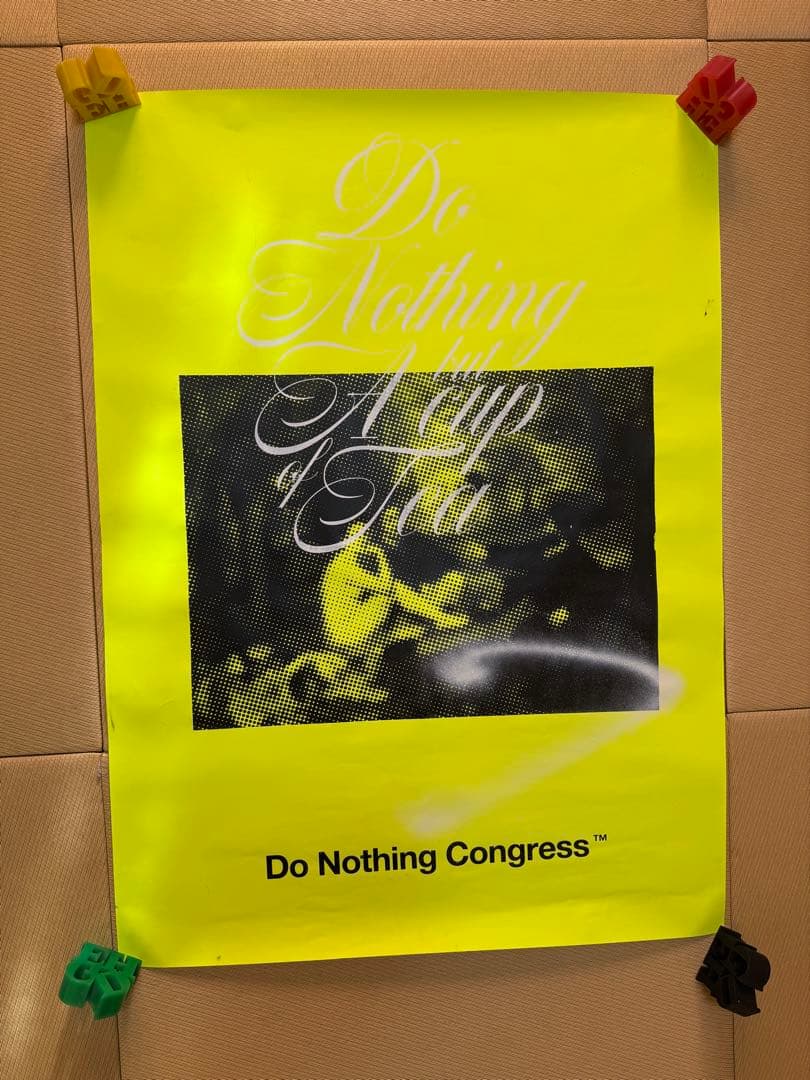 Do
Nothing
but
A cup
of Tea
Do Nothing Congress™